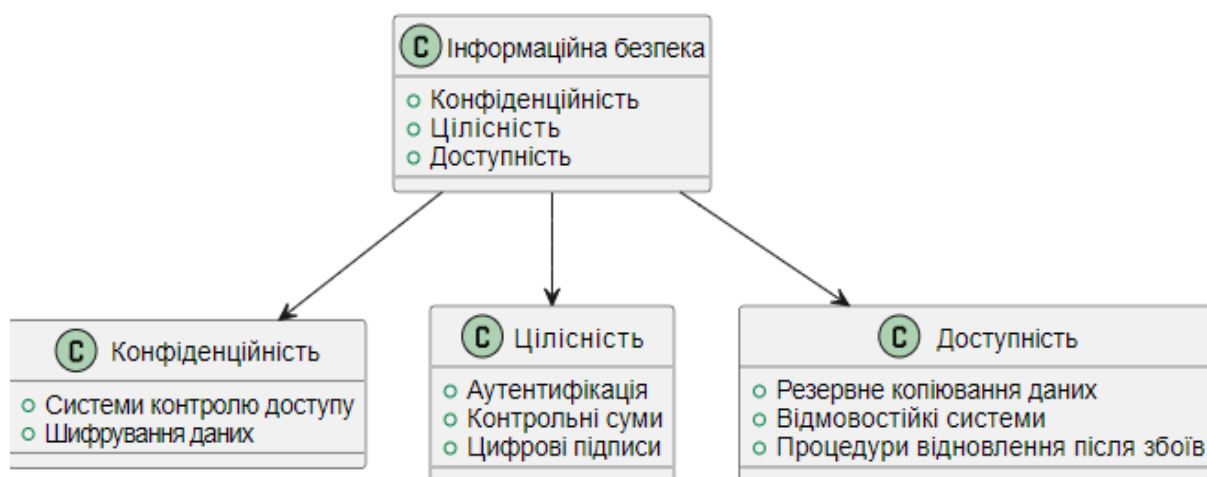 C Інформаційна безпека
Конфіденційність
Цілісність
Доступність
C Конфіденційність
Системи контролю доступу
Шифрування даних
C Цілісність
Аутентифікація
Контрольні суми
Цифрові підписи
C Доступність
Резервне копіювання даних
Відмовостійкі системи
Процедури відновлення після збоїв